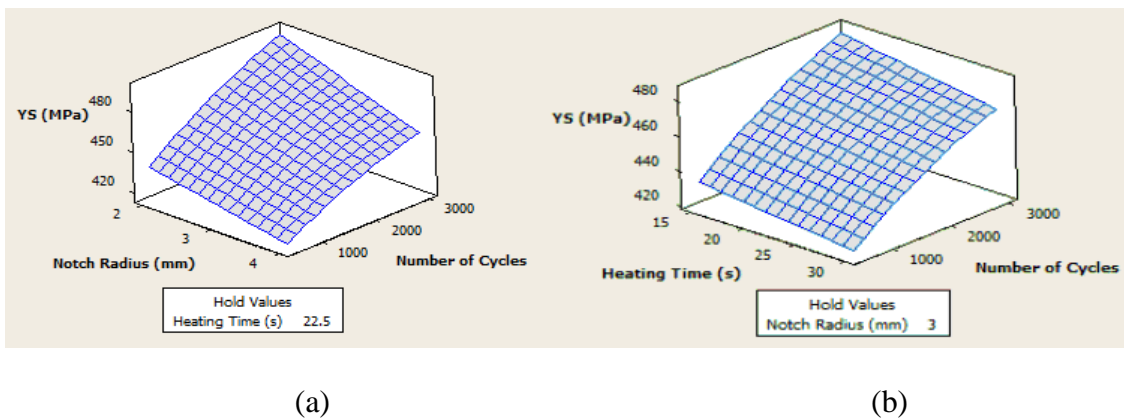 480
YS (MPa)
450
420
2
3
4
Notch Radius (mm)
1000
2000
3000
Number of Cycles
Hold Values
Heating Time (s) 22.5
480
YS (MPa)
460
440
420
15
20
25
30
Heating Time (s)
1000
2000
3000
Number of Cycles
Hold Values
Notch Radius (mm) 3
(a)
(b)